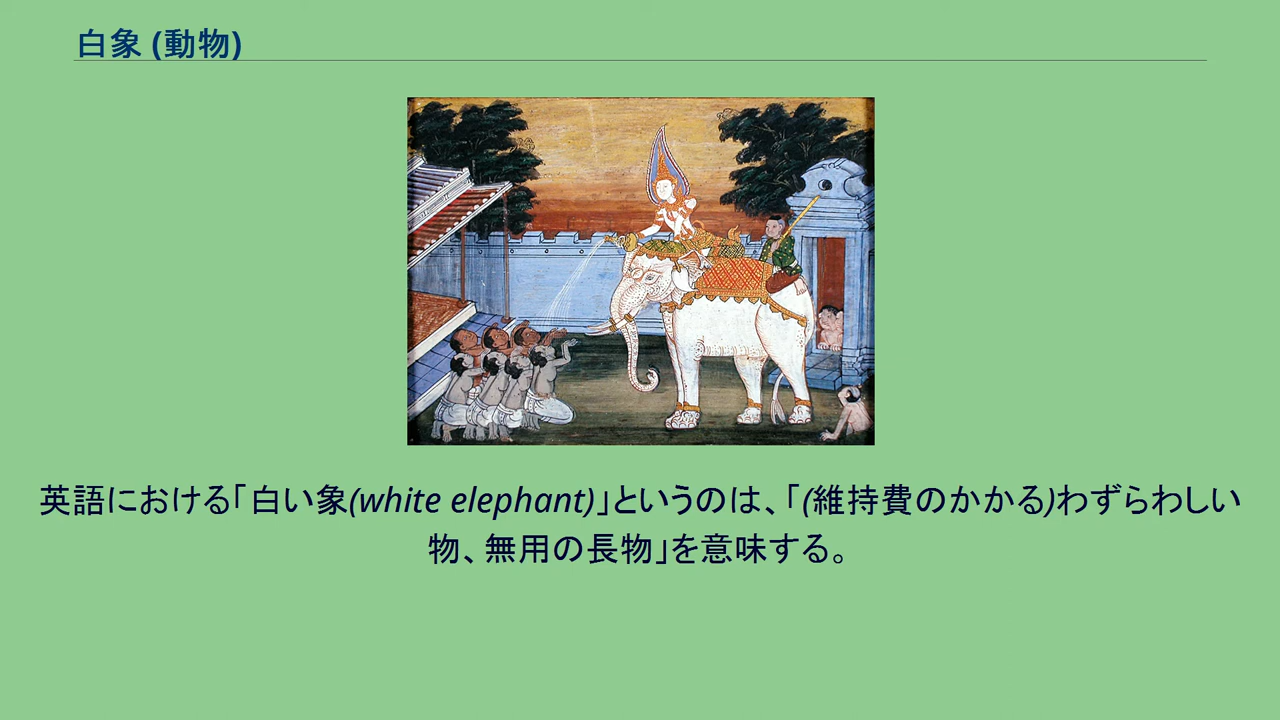 白象 (動物)
英語における「白い象(white elephant)」というのは、「(維持費のかかる)わずらわしい
物、無用の長物」を意味する。